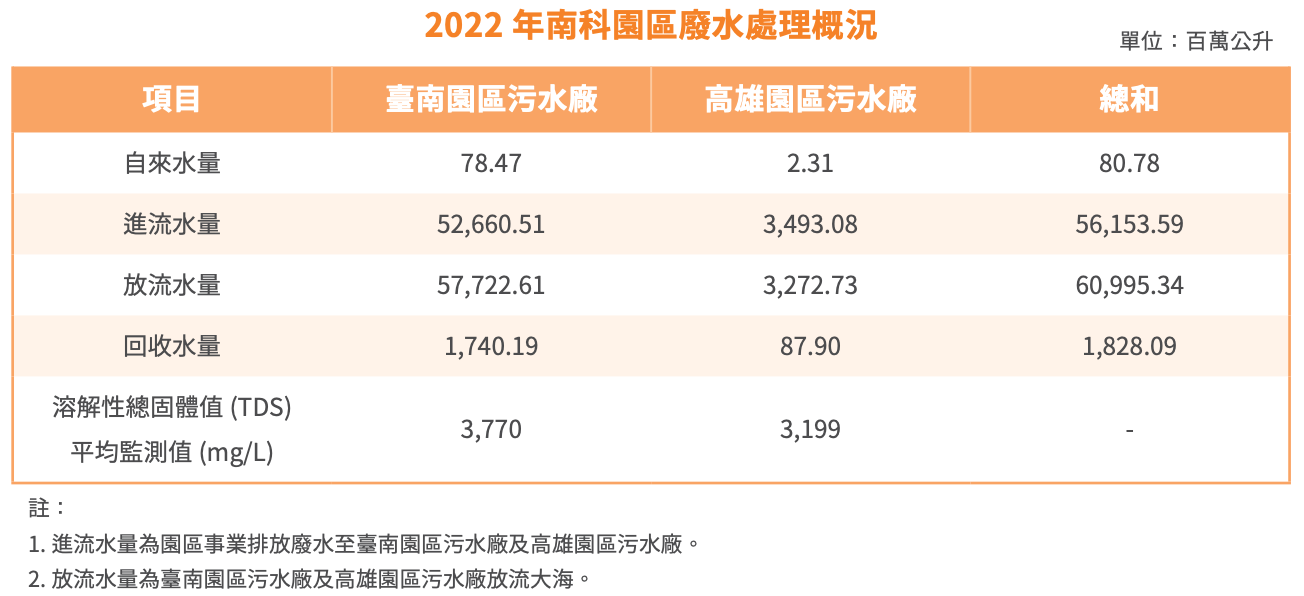 2022 年南科園區廢水處理概況
單位：百萬公升
項目 臺南園區污水廠 高雄園區污水廠 總和
自來水量 78.47 2.31 80.78
進流水量 52,660.51 3,493.08 56,153.59
放流水量 57,722.61 3,272.73 60,995.34
回收水量 1,740.19 87.90 1,828.09
溶解性總固體值 (TDS)
平均監測值 (mg/L) 3,770 3,199 -
註：
1. 進流水量為園區事業排放廢水至臺南園區污水廠及高雄園區污水廠。
2. 放流水量為臺南園區污水廠及高雄園區污水廠放流大海。